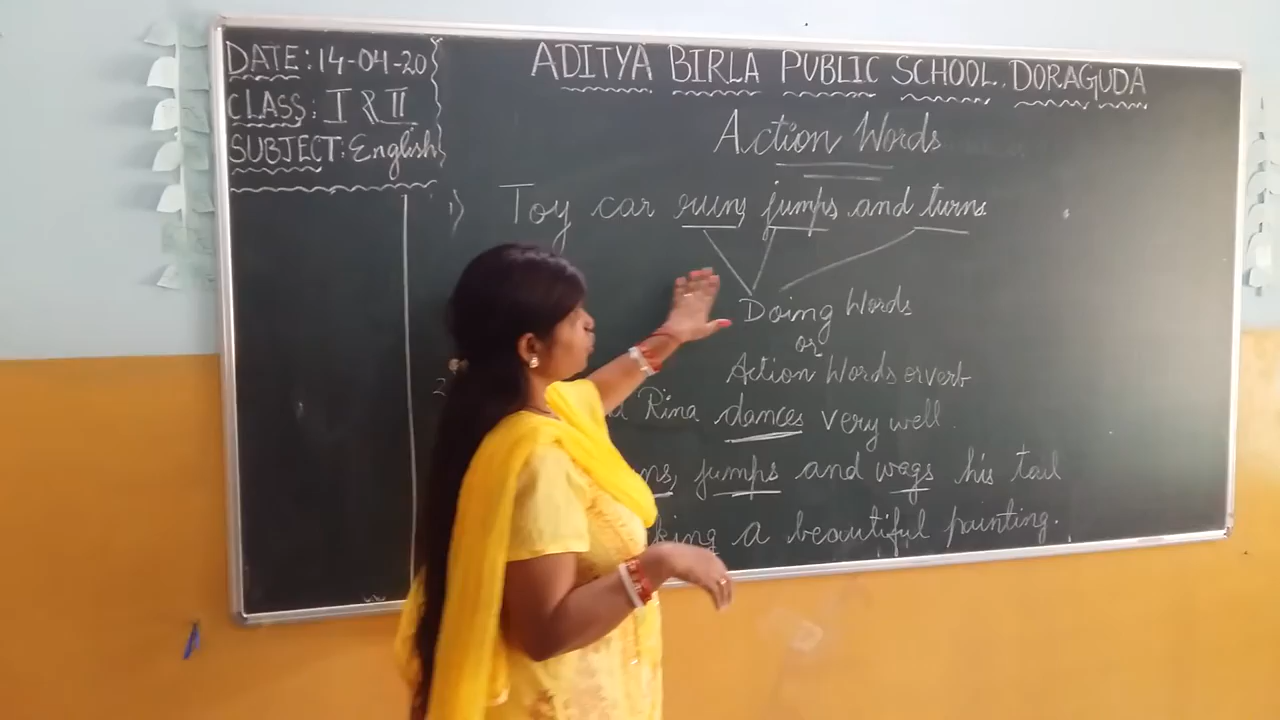 DATE: 14-04-20
CLASS: I & II
SUBJECT: English
ADITYA BIRLA PUBLIC SCHOOL, DORAGUDA
Action Words
1) Toy car runs jumps and turns
Doing Words
or
Action Words or verb
2 Rina dances very well.
jumps and wags his tail
a beautiful painting.